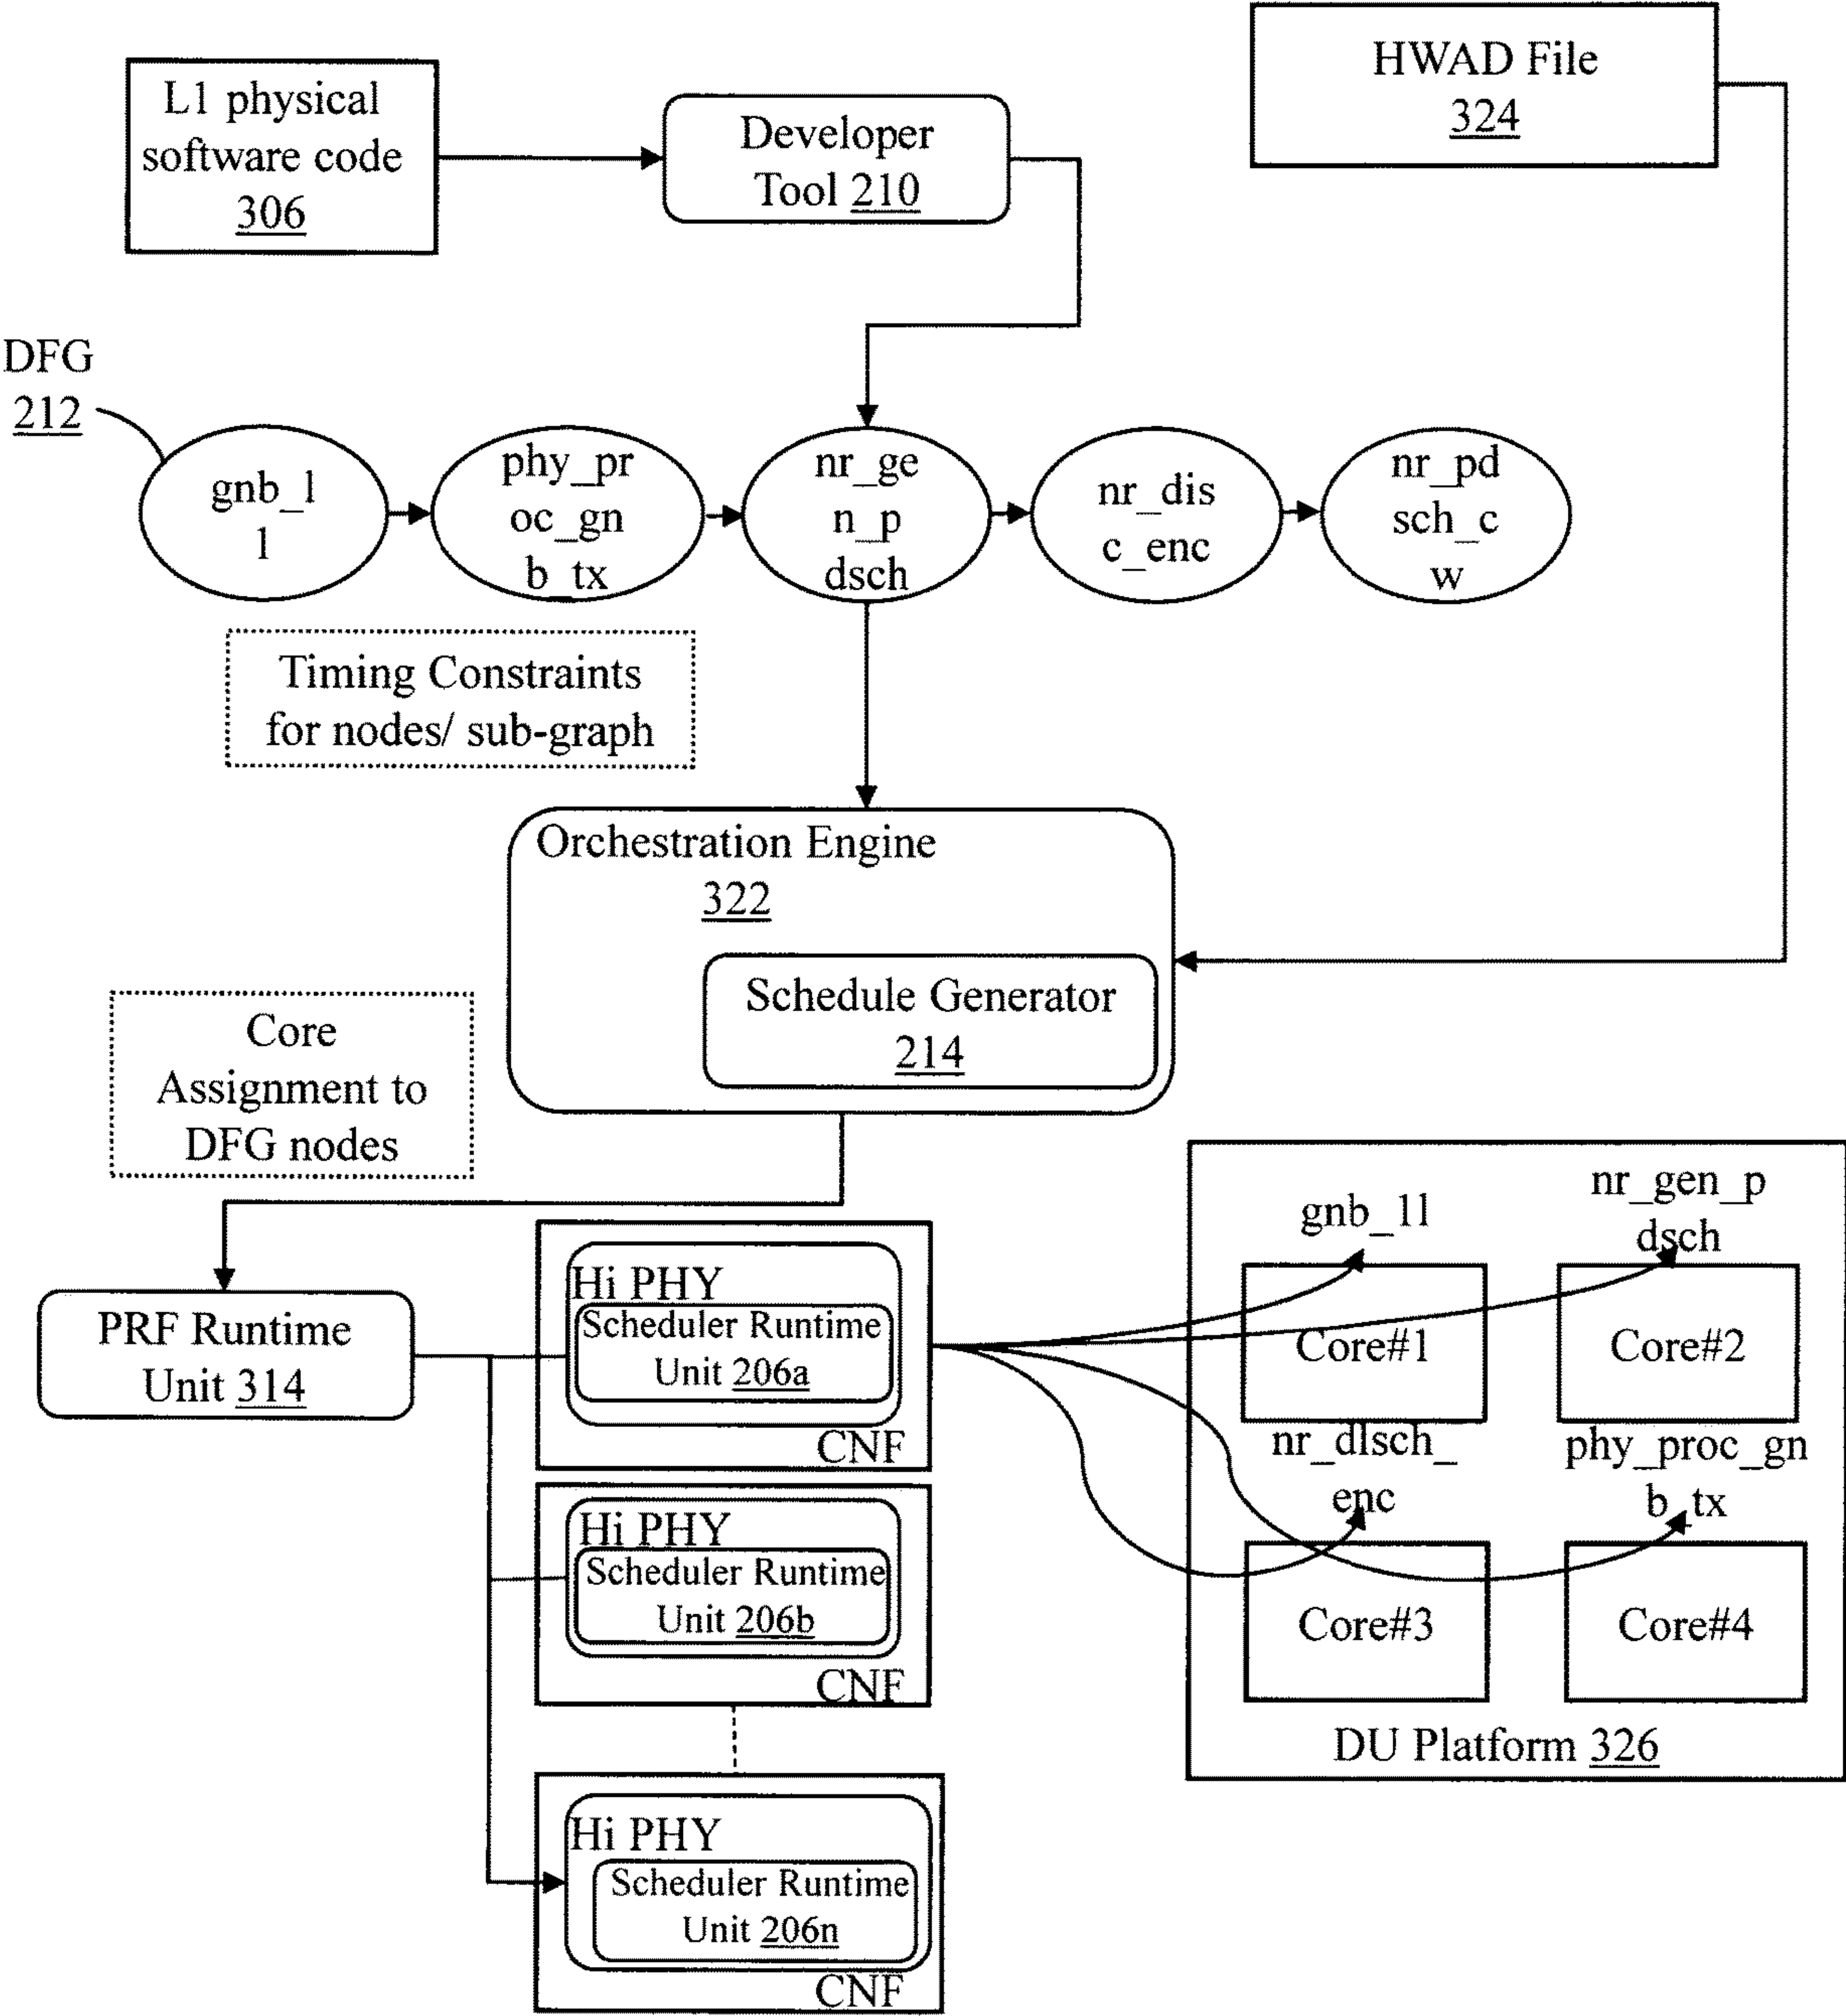 L1 physical
software code
306
Developer
Tool 210
HWAD File
324
DFG
212
gnb_l
1
phy_pr
oc_gn
b_tx
nr_ge
n_p
dsch
nr_dis
c_enc
nr_pd
sch_c
w
Timing Constraints
for nodes/ sub-graph
Orchestration Engine
322
Schedule Generator
214
Core
Assignment to
DFG nodes
PRF Runtime
Unit 314
Hi PHY
Scheduler Runtime
Unit 206a
CNF
Hi PHY
Scheduler Runtime
Unit 206b
CNF
Hi PHY
Scheduler Runtime
Unit 206n
CNF
gnb_1l
nr_gen_p
dsch
Core#1
Core#2
nr_dlsch_
enc
phy_proc_gn
b_tx
Core#3
Core#4
DU Platform 326